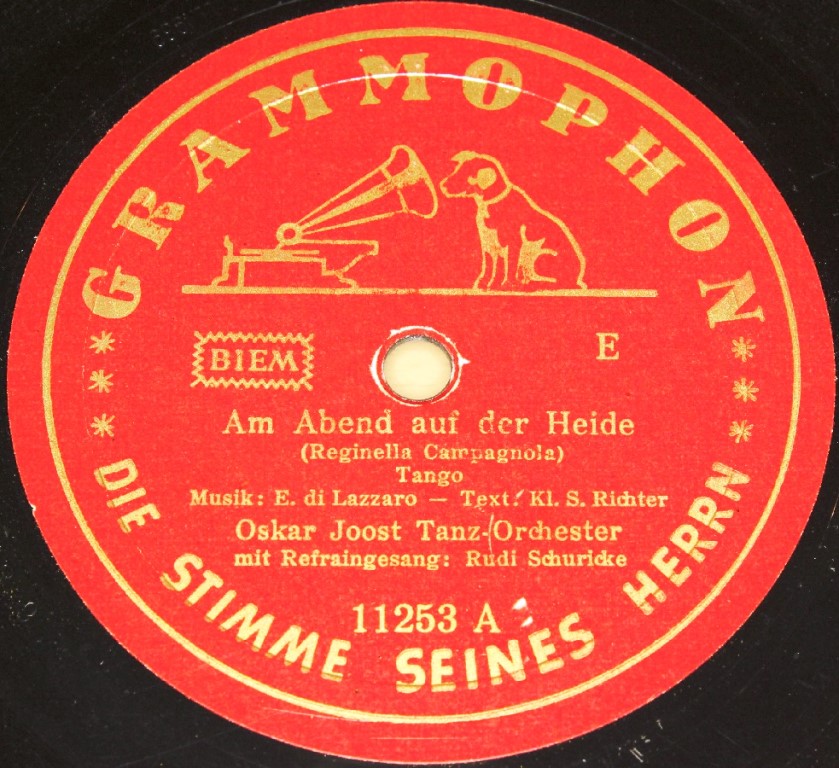 GRAMMOPHON
BIEM
E
Am Abend auf der Heide
(Reginella Campagnola)
Tango
Musik: E. di Lazzaro — Text: Kl. S. Richter
Oskar Joost Tanz-Orchester
mit Refraingesang: Rudi Schuricke
11253 A
*** DIE STIMME SEINES HERRN ***